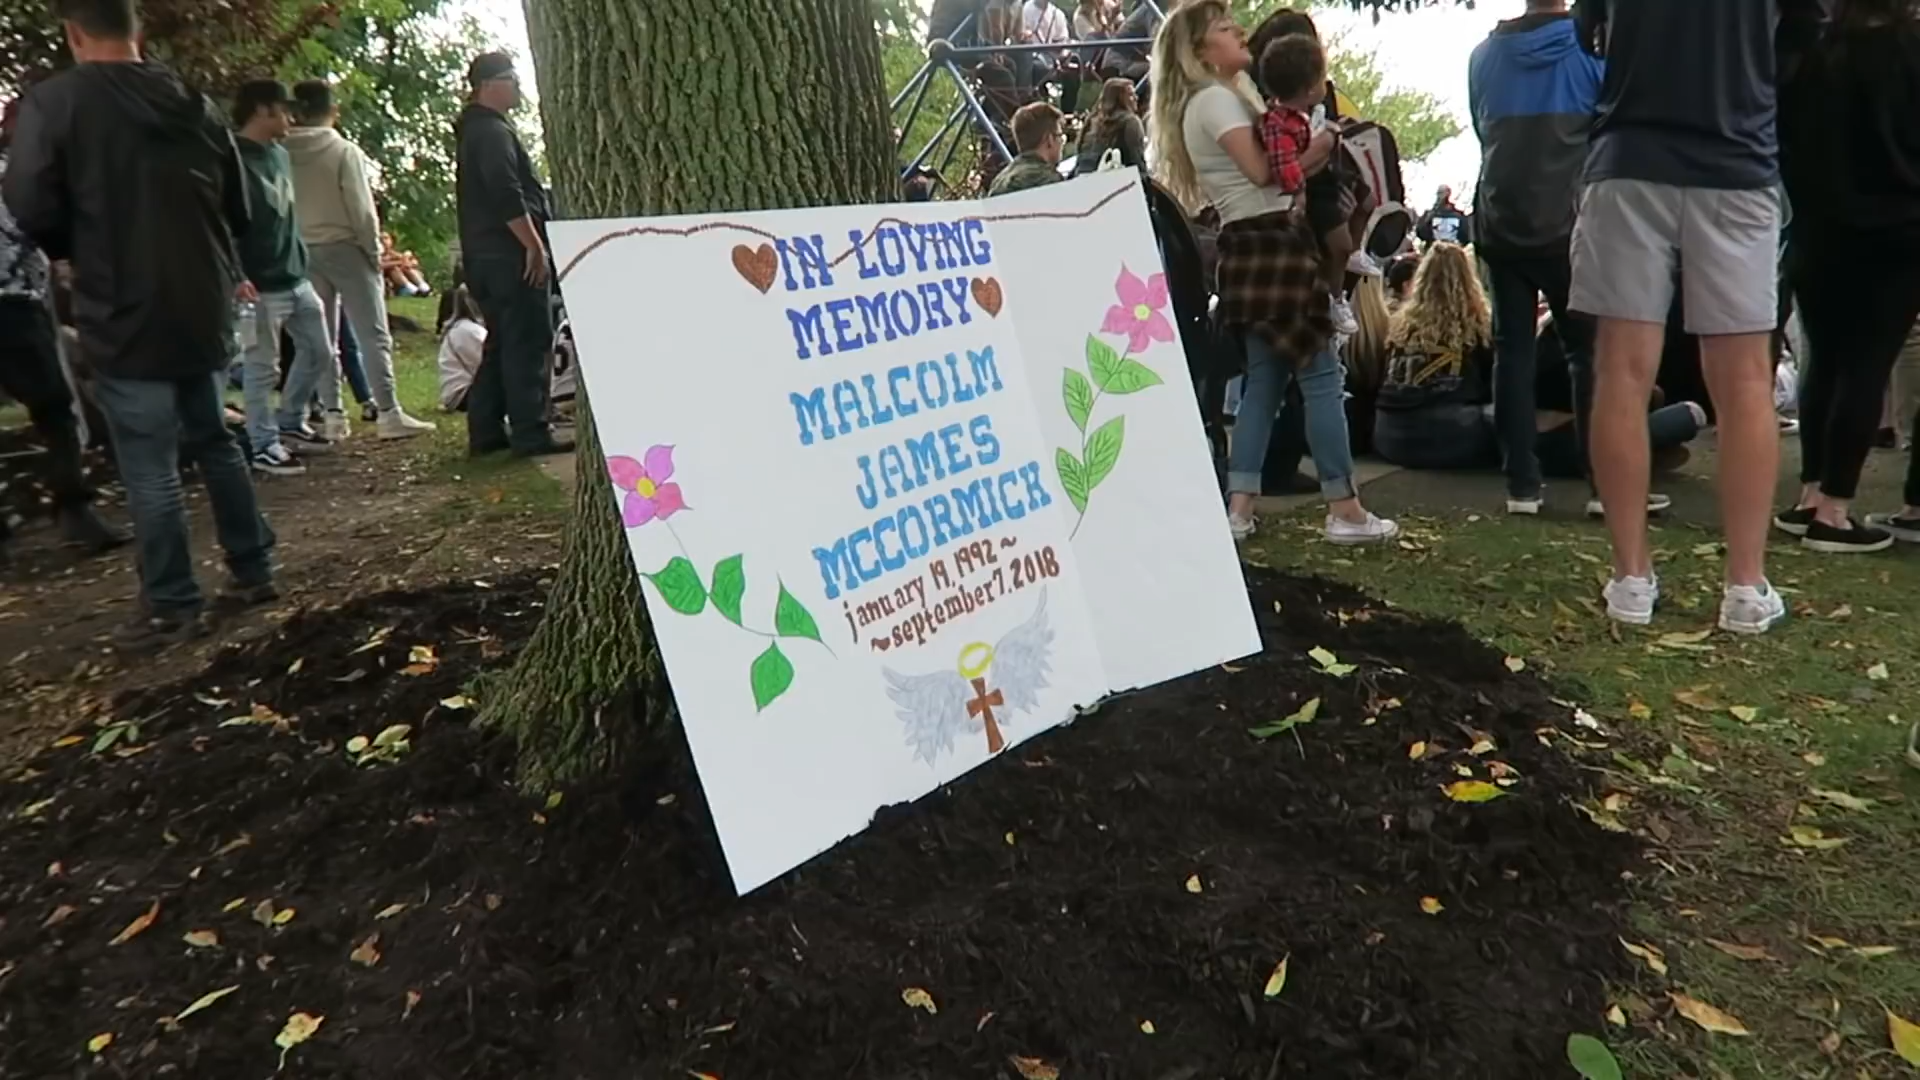 IN LOVING
MEMORY
MALCOLM
JAMES
MCCORMICK
january 19, 1992 ~
~september 7, 2018